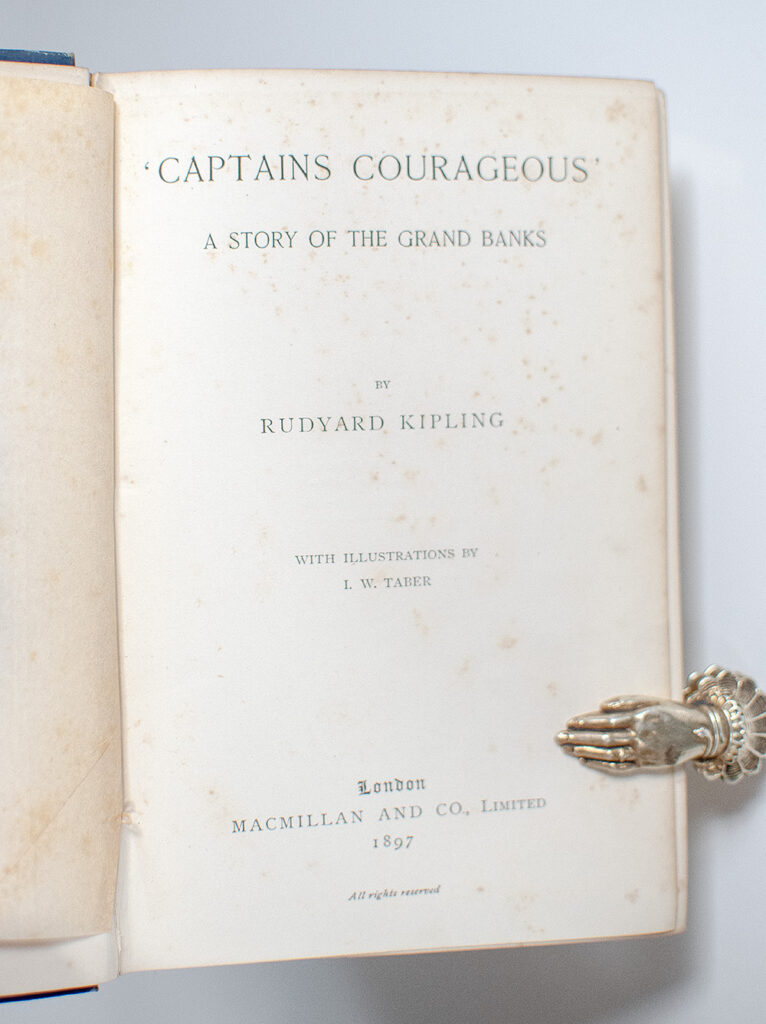 ‘CAPTAINS COURAGEOUS’
A STORY OF THE GRAND BANKS
BY
RUDYARD KIPLING
WITH ILLUSTRATIONS BY
I. W. TABER
London
MACMILLAN AND CO., LIMITED
1897
All rights reserved